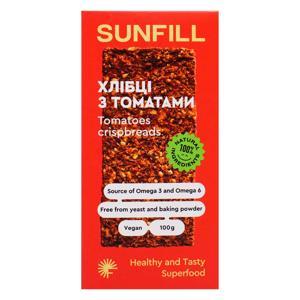 SUNFILL
ХЛІБЦІ
З ТОМАТАМИ
Tomatoes
crispbreads
NATURAL
100%
INGREDIENTS
Source of Omega 3 and Omega 6
Free from yeast and baking powder
Vegan
100g
Healthy and Tasty
Superfood